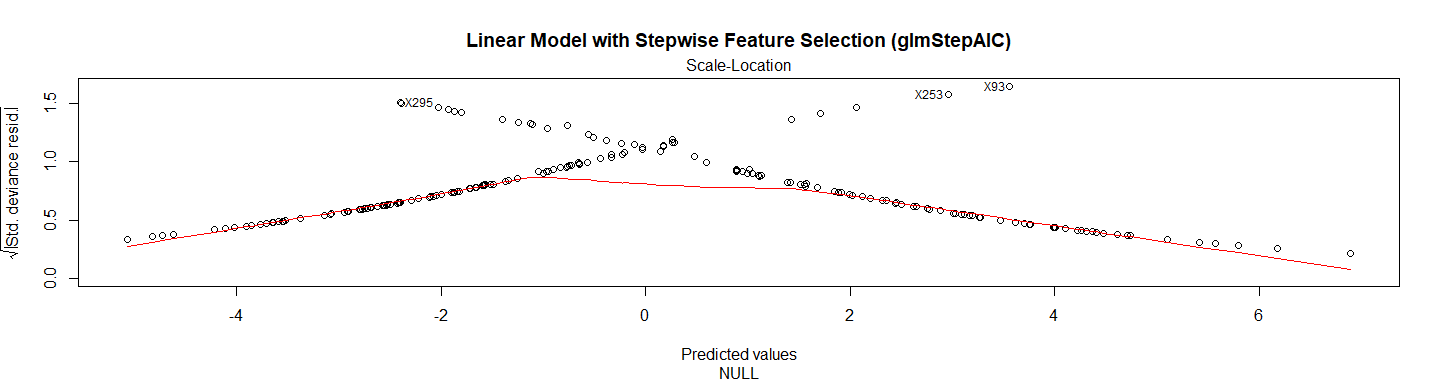 Linear Model with Stepwise Feature Selection (glmStepAIC)
Scale-Location
√|Std. deviance resid.|
1.5
1.0
0.5
0.0
X295
X253
X93
-4 -2 0 2 4 6
Predicted values
NULL